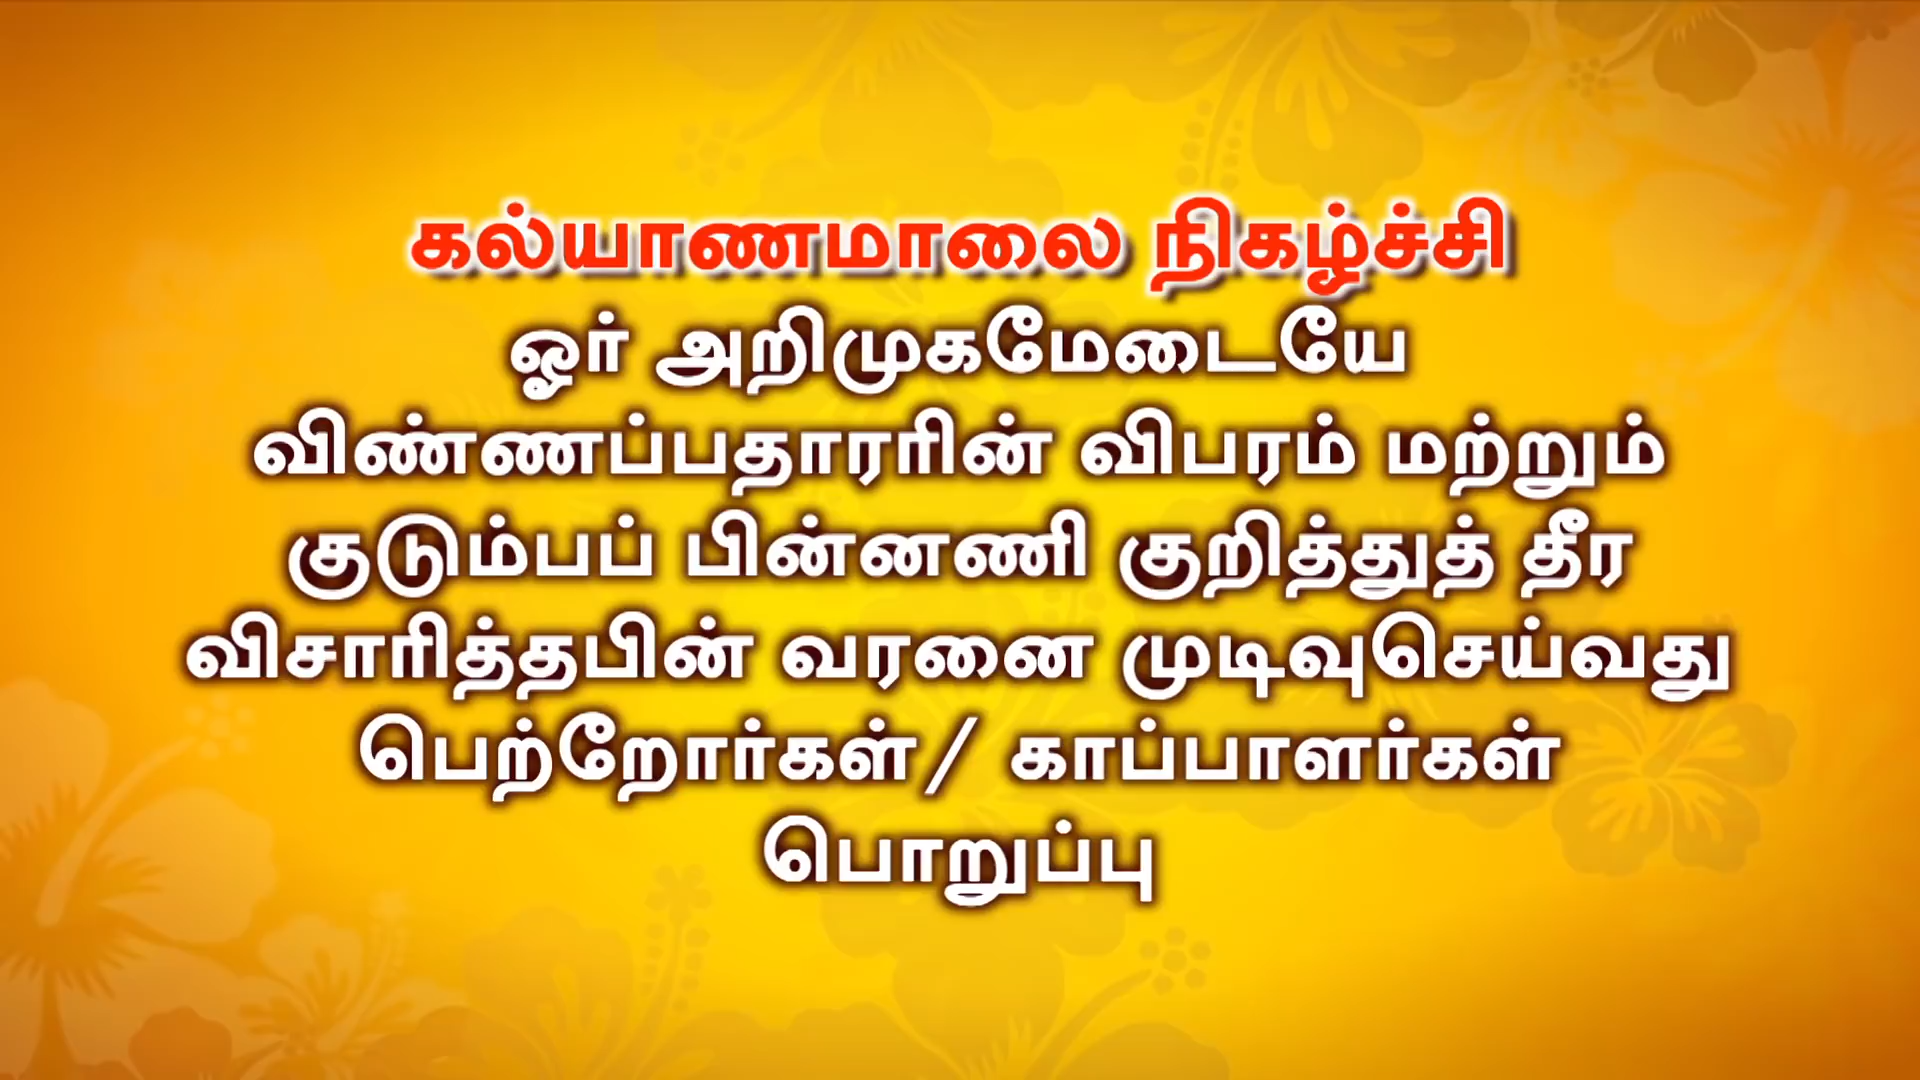 கல்யாணமாலை நிகழ்ச்சி
ஓர் அறிமுகமேடையே
விண்ணப்பதாரரின் விபரம் மற்றும்
குடும்பப் பின்னணி குறித்துத் தீர
விசாரித்தபின் வரனை முடிவுசெய்வது
பெற்றோர்கள்/ காப்பாளர்கள்
பொறுப்பு